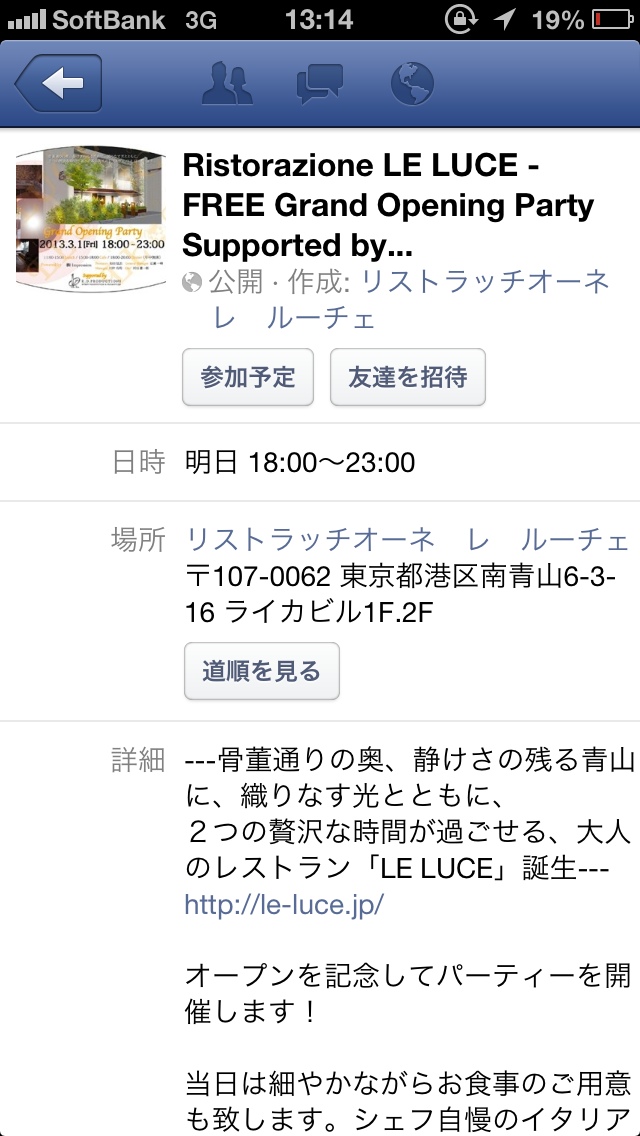 SoftBank 3G 13:14 19%
Ristorazione LE LUCE -
FREE Grand Opening Party
Supported by...
公開 · 作成: リストラッチオーネ
レ　ルーチェ
参加予定 友達を招待
Grand Opening Party
2013.3.1[Fri] 18:00-23:00
日時 明日 18:00〜23:00
場所 リストラッチオーネ　レ　ルーチェ
〒107-0062 東京都港区南青山6-3-
16 ライカビル1F.2F
道順を見る
詳細 ---骨董通りの奥、静けさの残る青山
に、織りなす光とともに、
２つの贅沢な時間が過ごせる、大人
のレストラン「LE LUCE」誕生---
http://le-luce.jp/
オープンを記念してパーティーを開
催します！
当日は細やかながらお食事のご用意
も致します。シェフ自慢のイタリア